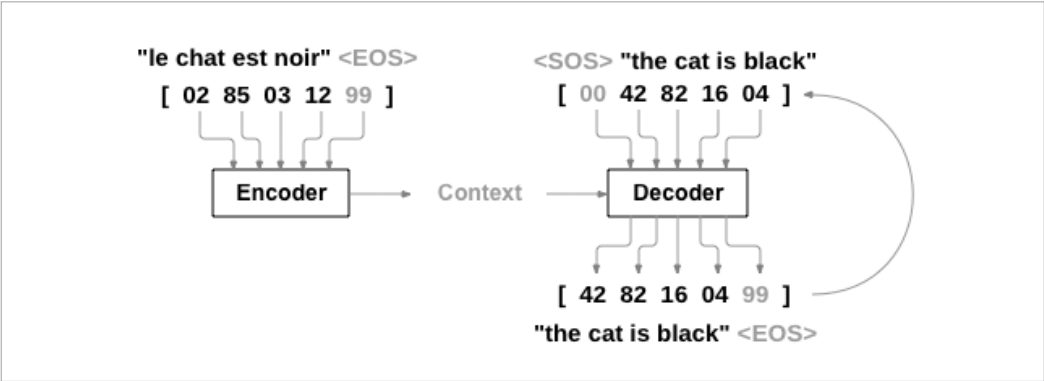 "le chat est noir" <EOS>
[ 02 85 03 12 99 ]
Encoder
Context
<SOS> "the cat is black"
[ 00 42 82 16 04 ]
Decoder
[ 42 82 16 04 99 ]
"the cat is black" <EOS>